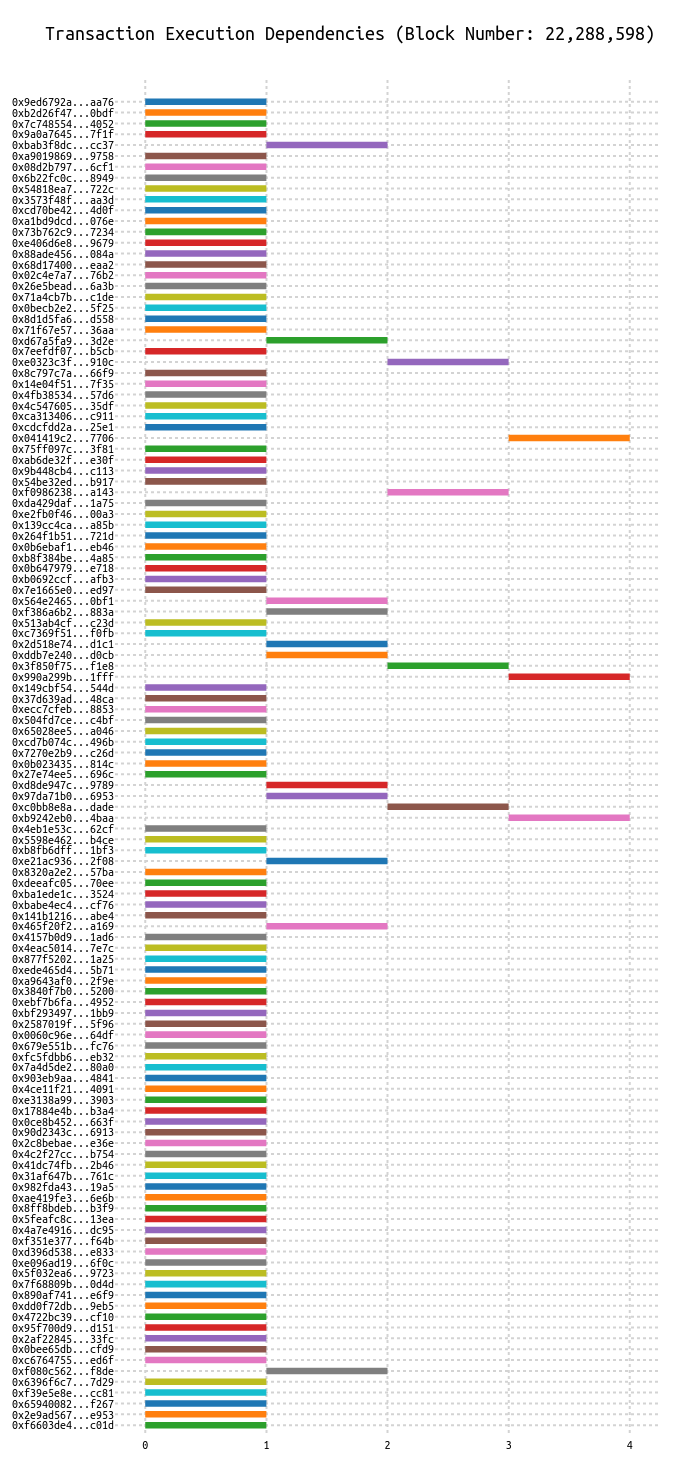 Transaction Execution Dependencies (Block Number: 22,288,598)
0x9ed6792a...aa76
0xb2d26f47...0bdf
0x7c748554...4052
0x9a0a7645...7f1f
0xbab3f8dc...cc37
0xa9019869...9758
0x08d2b797...6cf1
0x6b22fc0c...8949
0x54818ea7...722c
0x3573f48f...aa3d
0xcd70be42...4d0f
0xa1bd9dcd...076e
0x73b762c9...7234
0xe406d6e8...9679
0x88ade456...084a
0x68d17400...eaa2
0x02c4e7a7...76b2
0x26e5bead...6a3b
0x71a4cb7b...c1de
0x0becb2e2...5f25
0x8d1d5fa6...d558
0x71f67e57...36aa
0xd67a5fa9...3d2e
0x7eefdf07...b5cb
0xe0323c3f...910c
0x8c797c7a...66f9
0x14e04f51...7f35
0x4fb38534...57d6
0x4c547605...35df
0xca313406...c911
0xcdcfdd2a...25e1
0x041419c2...7706
0x75ff097c...3f81
0xab6de32f...e30f
0x9b448cb4...c113
0x54be32ed...b917
0xf0986238...a143
0xda429daf...1a75
0xe2fb0f46...00a3
0x139cc4ca...a85b
0x264f1b51...721d
0x0b6ebaf1...eb46
0xb8f384be...4a85
0x0b647979...e718
0xb0692ccf...afb3
0x7e1665e0...ed97
0x564e2465...0bf1
0xf386a6b2...883a
0x513ab4cf...c23d
0xc7369f51...f0fb
0x2d518e74...d1c1
0xddb7e240...d0cb
0x3f850f75...f1e8
0x990a299b...1fff
0x149cbf54...544d
0x37d639ad...48ca
0xecc7cfeb...8853
0x504fd7ce...c4bf
0x65028ee5...a046
0xcd7b074c...496b
0x7270e2b9...c26d
0x0b023435...814c
0x27e74ee5...696c
0xd8de947c...9789
0x97da71b0...6953
0xc0bb8e8a...dade
0xb9242eb0...4baa
0x4eb1e53c...62cf
0x5598e462...b4ce
0xb8fb6dff...1bf3
0xe21ac936...2f08
0x8320a2e2...57ba
0xdeeafc05...70ee
0xba1ede1c...3524
0xbabe4ec4...cf76
0x141b1216...abe4
0x465f20f2...a169
0x4157b0d9...1ad6
0x4eac5014...7e7c
0x877f5202...1a25
0xede465d4...5b71
0xa9643af0...2f9e
0x3840f7b0...5200
0xebf7b6fa...4952
0xbf293497...1bb9
0x2587019f...5f96
0x0060c96e...64df
0x679e551b...fc76
0xfc5fdbb6...eb32
0x7a4d5de2...80a0
0x903eb9aa...4841
0x4ce11f21...4091
0xe3138a99...3903
0x17884e4b...b3a4
0x0ce8b452...663f
0x90d2343c...6913
0x2c8bebae...e36e
0x4c2f27cc...b754
0x41dc74fb...2b46
0x31af647b...761c
0x982fda43...19a5
0xae419fe3...6e6b
0x8ff8bdeb...b3f9
0x5feafc8c...13ea
0x4a7e4916...dc95
0xf351e377...f64b
0xd396d538...e833
0xe096ad19...6f0c
0x5f032ea6...9723
0x7f68809b...0d4d
0x890af741...e6f9
0xdd0f72db...9eb5
0x4722bc39...cf10
0x95f700d9...d151
0x2af22845...33fc
0x0bee65db...cfd9
0xc6764755...ed6f
0xf080c562...f8de
0x6396f6c7...7d29
0xf39e5e8e...cc81
0x65940082...f267
0x2e9ad567...e953
0xf6603de4...c01d
0 1 2 3 4